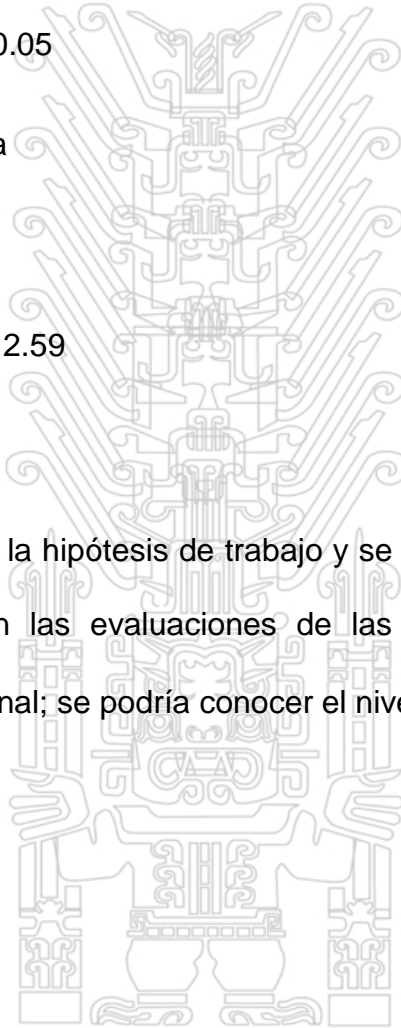 0.05
a
2.59
la hipótesis de trabajo y se
las evaluaciones de las
nal; se podría conocer el nive